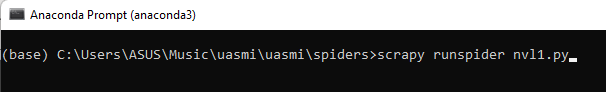 Anaconda Prompt (anaconda3)
(base) C:\Users\ASUS\Music\uasmi\uasmi\spiders>scrapy runspider nvl1.py